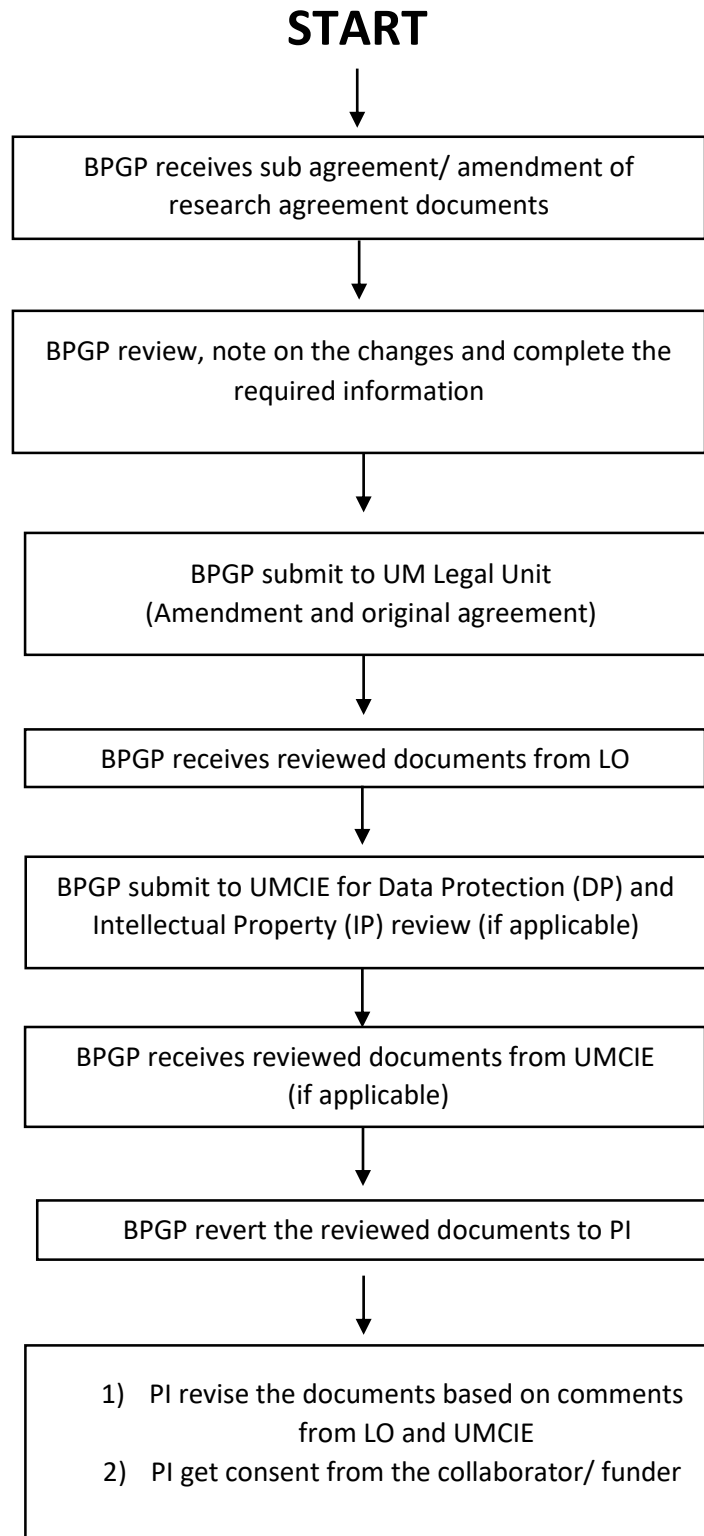 START
BPGP receives sub agreement/ amendment of
research agreement documents
BPGP review, note on the changes and complete the
required information
BPGP submit to UM Legal Unit
(Amendment and original agreement)
BPGP receives reviewed documents from LO
BPGP submit to UMCIE for Data Protection (DP) and
Intellectual Property (IP) review (if applicable)
BPGP receives reviewed documents from UMCIE
(if applicable)
BPGP revert the reviewed documents to PI
1) PI revise the documents based on comments
from LO and UMCIE
2) PI get consent from the collaborator/ funder